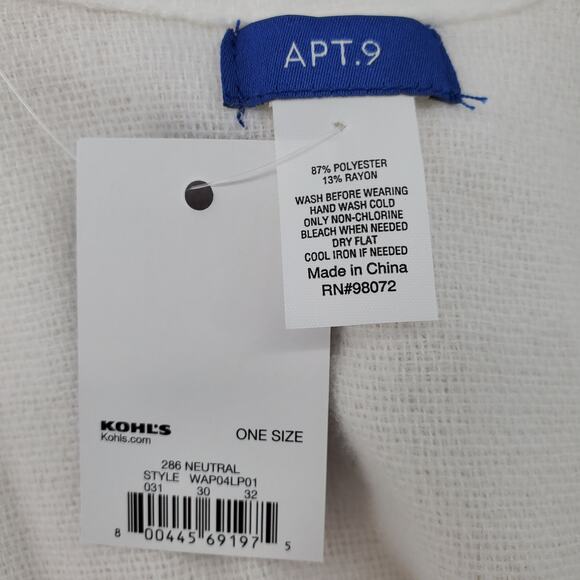 APT.9
87% POLYESTER
13% RAYON
WASH BEFORE WEARING
HAND WASH COLD
ONLY NON-CHLORINE
BLEACH WHEN NEEDED
DRY FLAT
COOL IRON IF NEEDED
Made in China
RN#98072
KOHL'S
Kohls.com
ONE SIZE
286 NEUTRAL
STYLE WAP04LP01
031 30 32
8 00445 69197 5